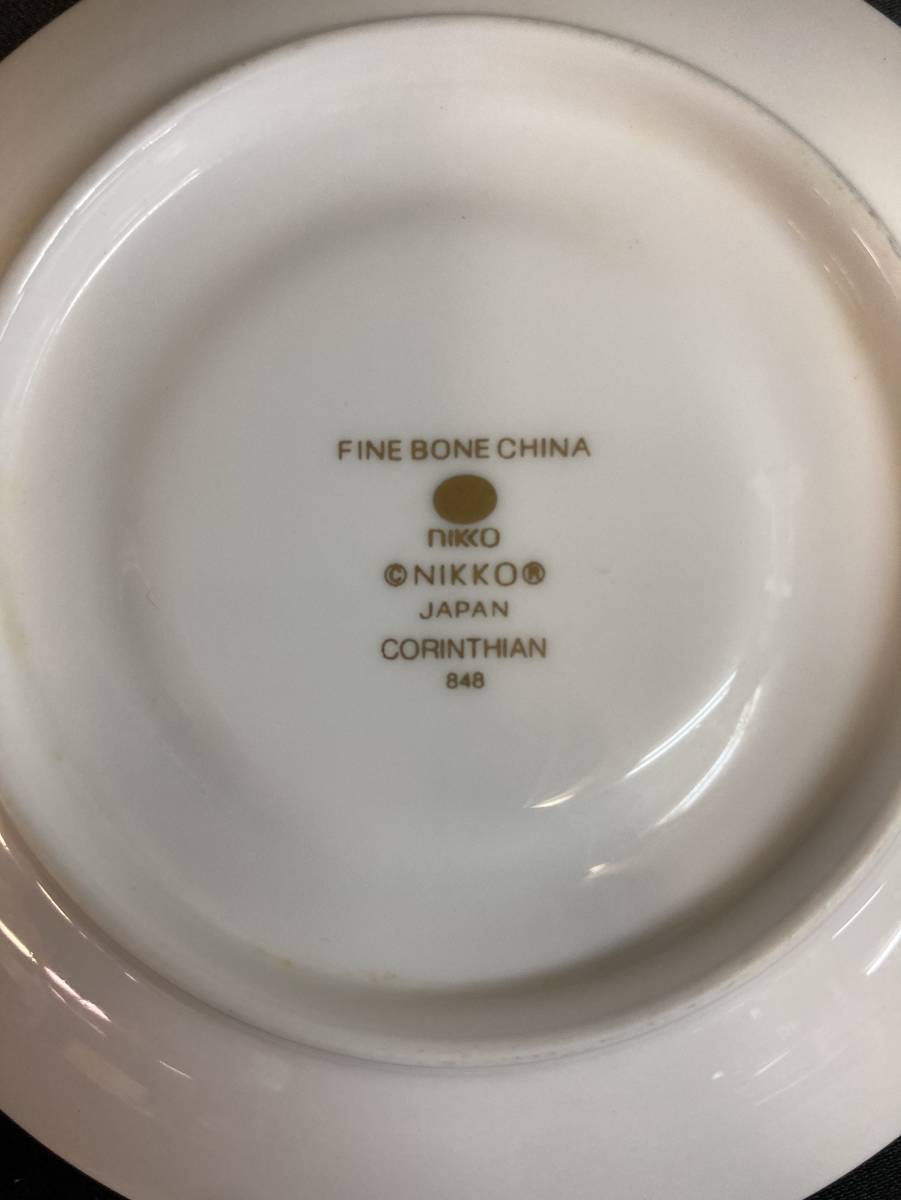 FINE BONE CHINA
nikko
©NIKKO®
JAPAN
CORINTHIAN
848